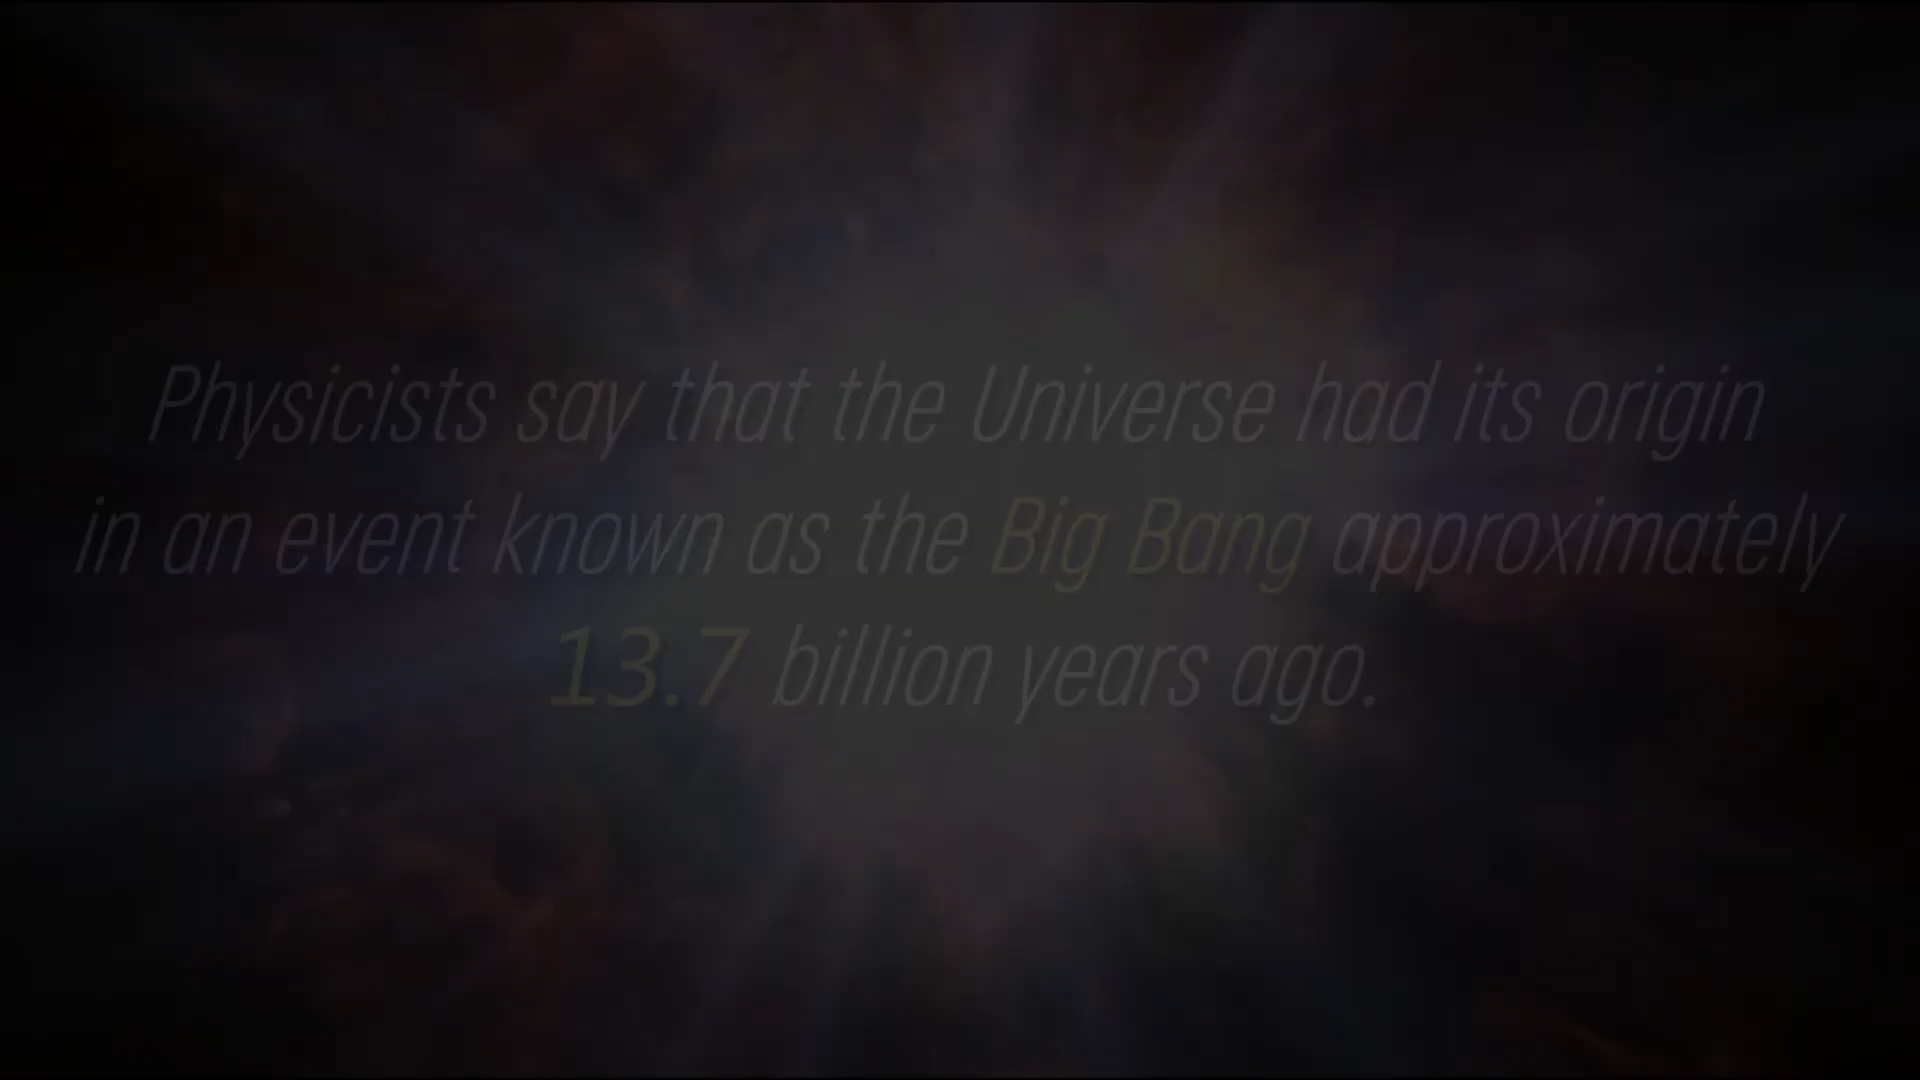 Physicists say that the Universe had its origin
in an event known as the Big Bang approximately
13.7 billion years ago.